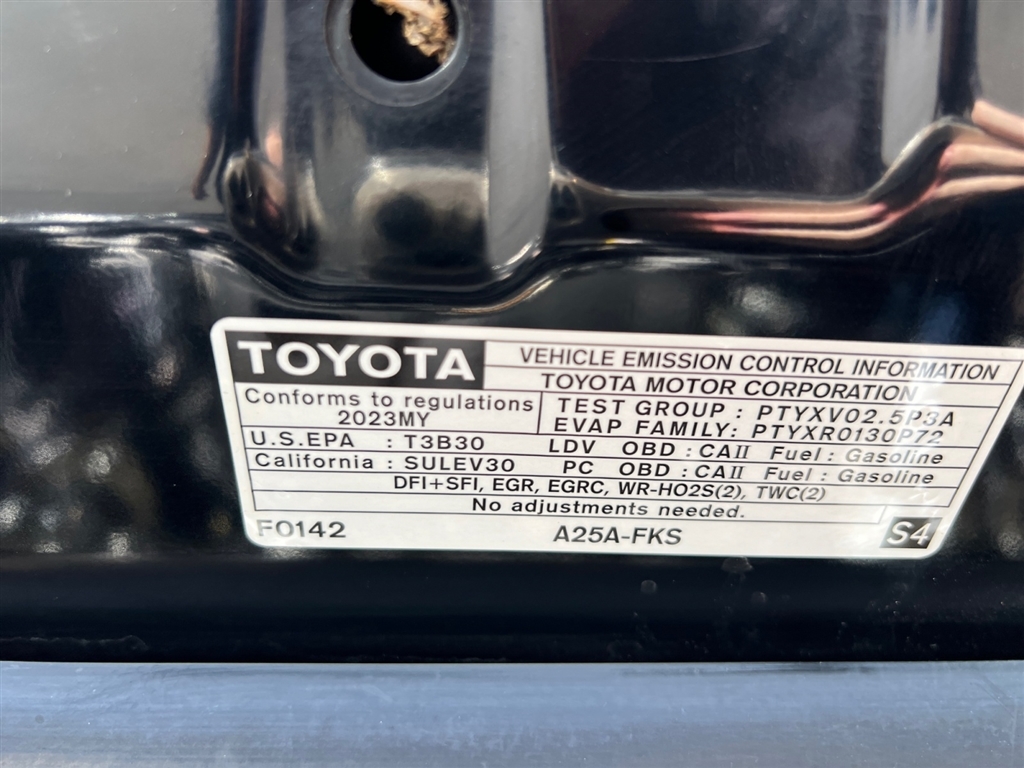 TOYOTA VEHICLE EMISSION CONTROL INFORMATION
TOYOTA MOTOR CORPORATION
Conforms to regulations
2023MY
TEST GROUP : PTYXV02.5P3A
EVAP FAMILY: PTYXR0130P72
U.S.EPA : T3B30 LDV OBD : CAII Fuel : Gasoline
California : SULEV30 PC OBD : CAII Fuel : Gasoline
DFI+SFI, EGR, EGRC, WR-HO2S(2), TWC(2)
No adjustments needed.
F0142 A25A-FKS S4